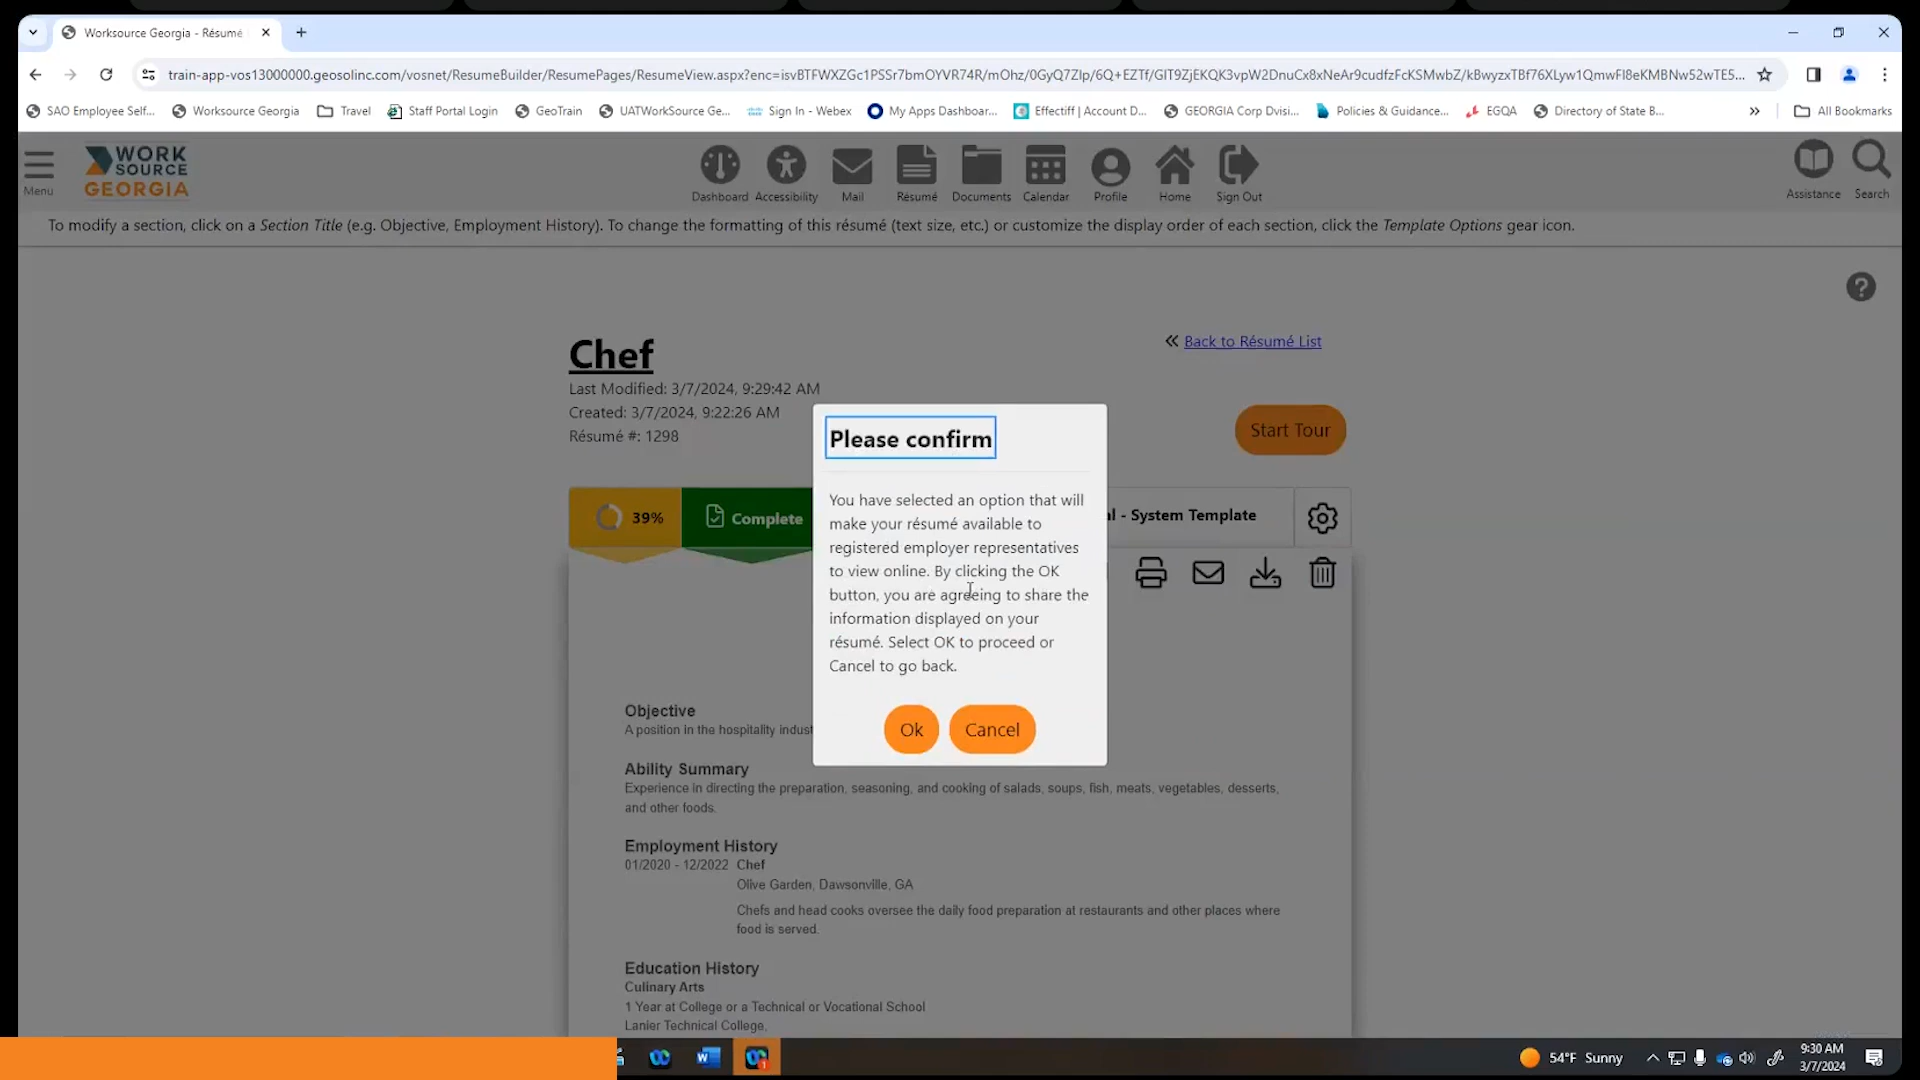 Worksource Georgia - Résumé
train-app-vos13000000.geosolinc.com/vosnet/ResumeBuilder/ResumePages/ResumeView.aspx?enc=isvBTFWXZGc1PSSr7bmOYVR74R/mOhz/0GyQ7ZIp/6Q+EZTf/GIT9ZjEKQK3vpW2DnuCx8xNeAr9cudfzFcKSMwbZ/kBwyzxTBf76XLyw1QmwFI8eKMBNw52wTE5...
SAO Employee Self... Worksource Georgia Travel Staff Portal Login GeoTrain UATWorkSource Ge... Sign In - Webex My Apps Dashboar... Effectiff | Account D... GEORGIA Corp Dvisi... Policies & Guidance... EGQA Directory of State B... » All Bookmarks
Menu
WORK
SOURCE
GEORGIA
Dashboard Accessibility Mail Résumé Documents Calendar Profile Home Sign Out Assistance Search
To modify a section, click on a Section Title (e.g. Objective, Employment History). To change the formatting of this résumé (text size, etc.) or customize the display order of each section, click the Template Options gear icon.
?
Chef
« Back to Résumé List
Last Modified: 3/7/2024, 9:29:42 AM
Created: 3/7/2024, 9:22:26 AM
Résumé #: 1298
Start Tour
39% Complete
l - System Template
Please confirm
You have selected an option that will
make your résumé available to
registered employer representatives
to view online. By clicking the OK
button, you are agreeing to share the
information displayed on your
résumé. Select OK to proceed or
Cancel to go back.
Ok Cancel
Objective
A position in the hospitality indust
Ability Summary
Experience in directing the preparation, seasoning, and cooking of salads, soups, fish, meats, vegetables, desserts,
and other foods.
Employment History
01/2020 - 12/2022 Chef
Olive Garden, Dawsonville, GA
Chefs and head cooks oversee the daily food preparation at restaurants and other places where
food is served.
Education History
Culinary Arts
1 Year at College or a Technical or Vocational School
Lanier Technical College,
54°F Sunny
9:30 AM
3/7/2024